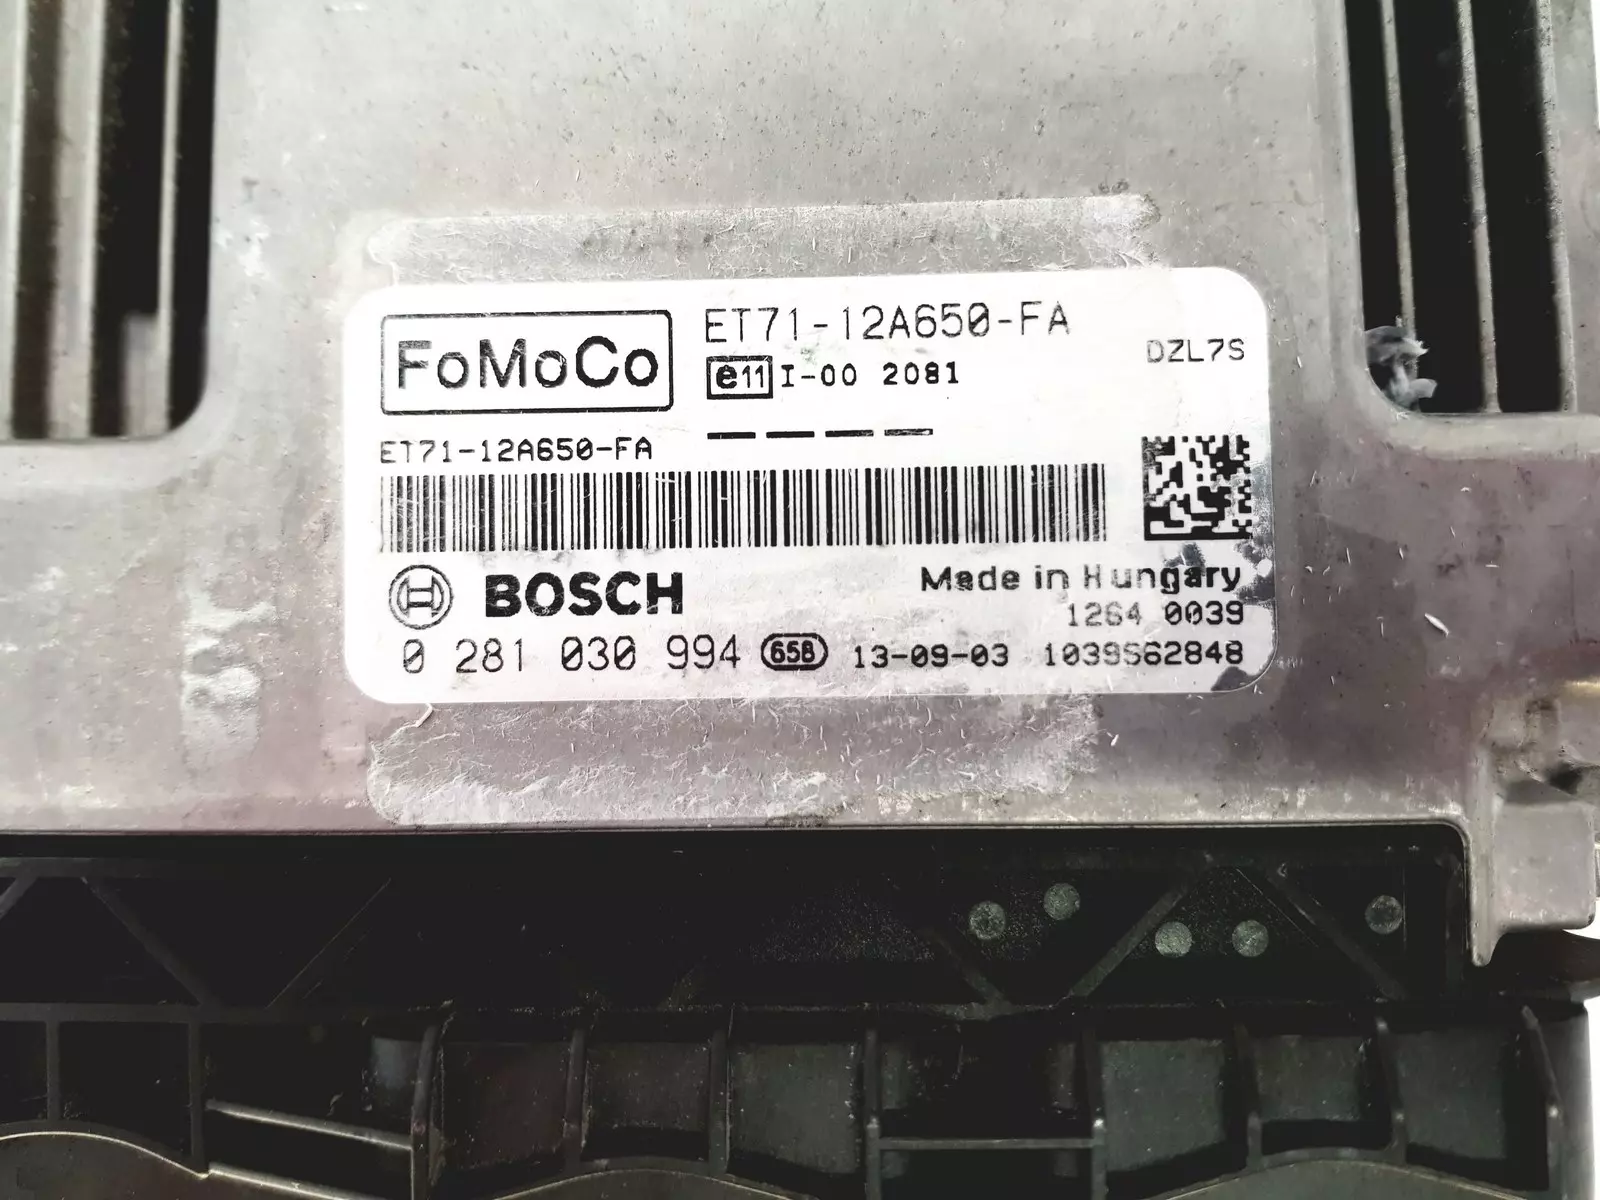 FoMoCo
ET71-12A650-FA
DZL7S
e11 I-00 2081
ET71-12A650-FA
BOSCH
Made in Hungary
1264 0039
0 281 030 994 658 13-09-03 1039S62848